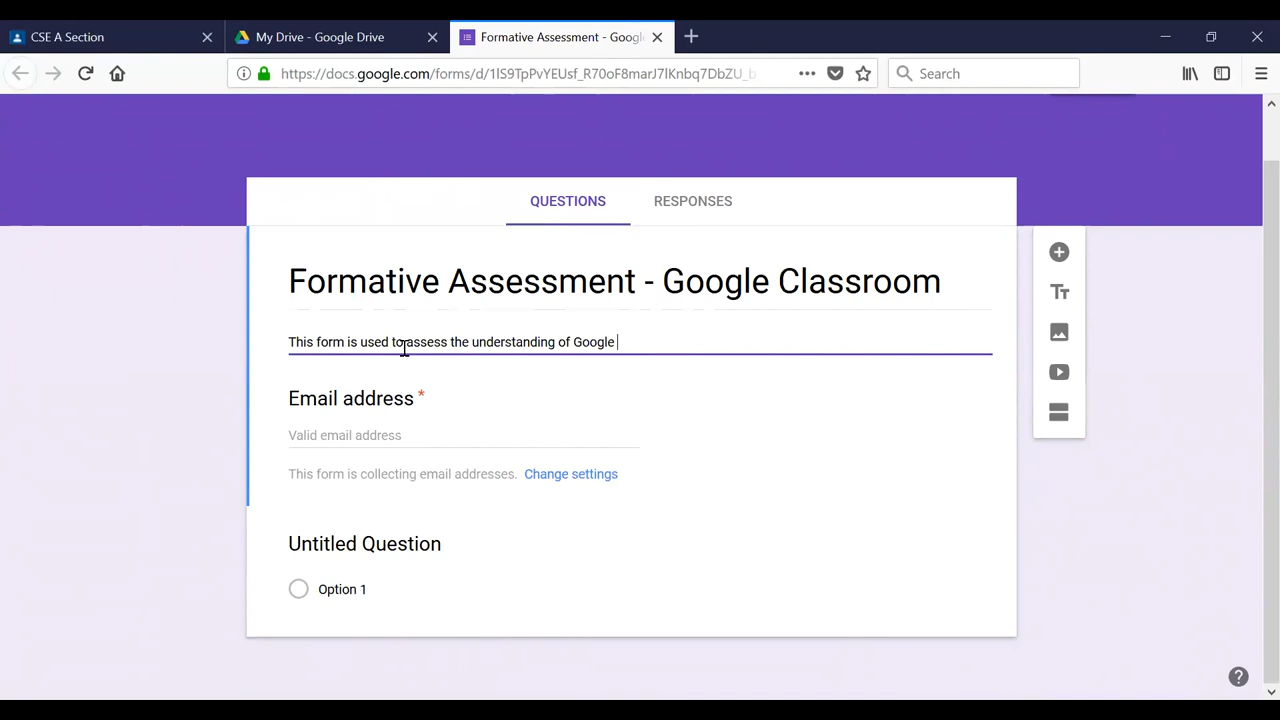 CSE A Section
My Drive - Google Drive
Formative Assessment - Googl
https://docs.google.com/forms/d/1lS9TpPvYEUsf_R70oF8marJ7lKnbq7DbZU_b
Search
QUESTIONS
RESPONSES
Formative Assessment - Google Classroom
This form is used to assess the understanding of Google
Email address *
Valid email address
This form is collecting email addresses. Change settings
Untitled Question
Option 1